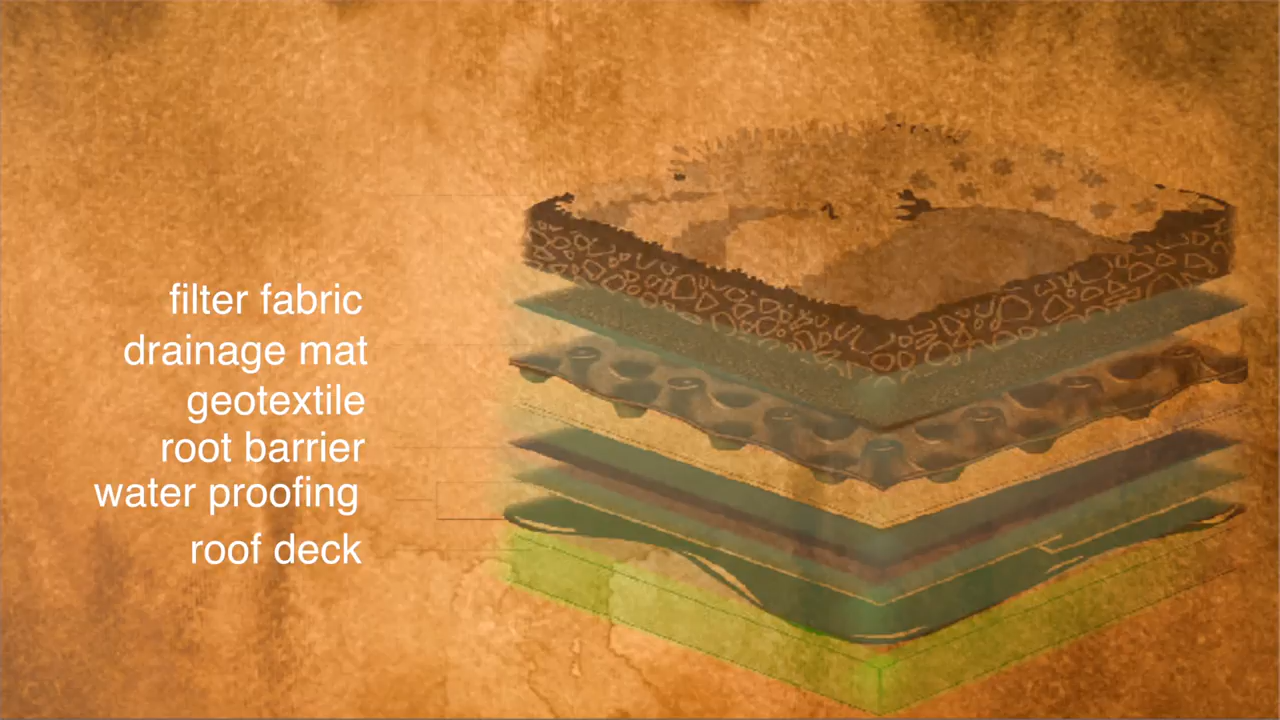 filter fabric
drainage mat
geotextile
root barrier
water proofing
roof deck